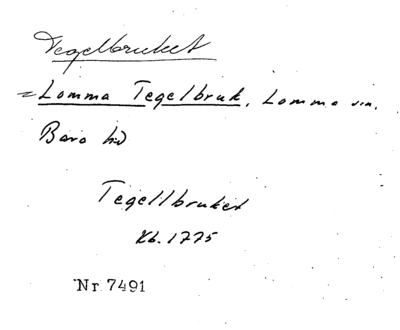 Tegelbruket
= Lomma Tegelbruk, Lomma sn.
Bara hd
Tegellbruket
Kb. 1775
Nr 7491